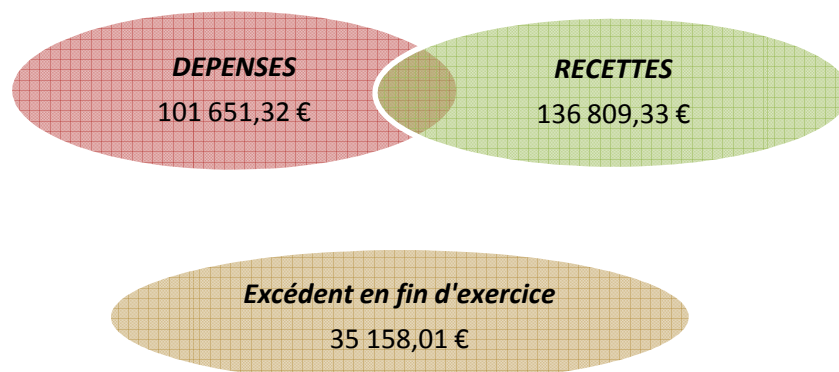 DEPENSES
101 651,32 €
RECETTES
136 809,33 €
Excédent en fin d'exercice
35 158,01 €